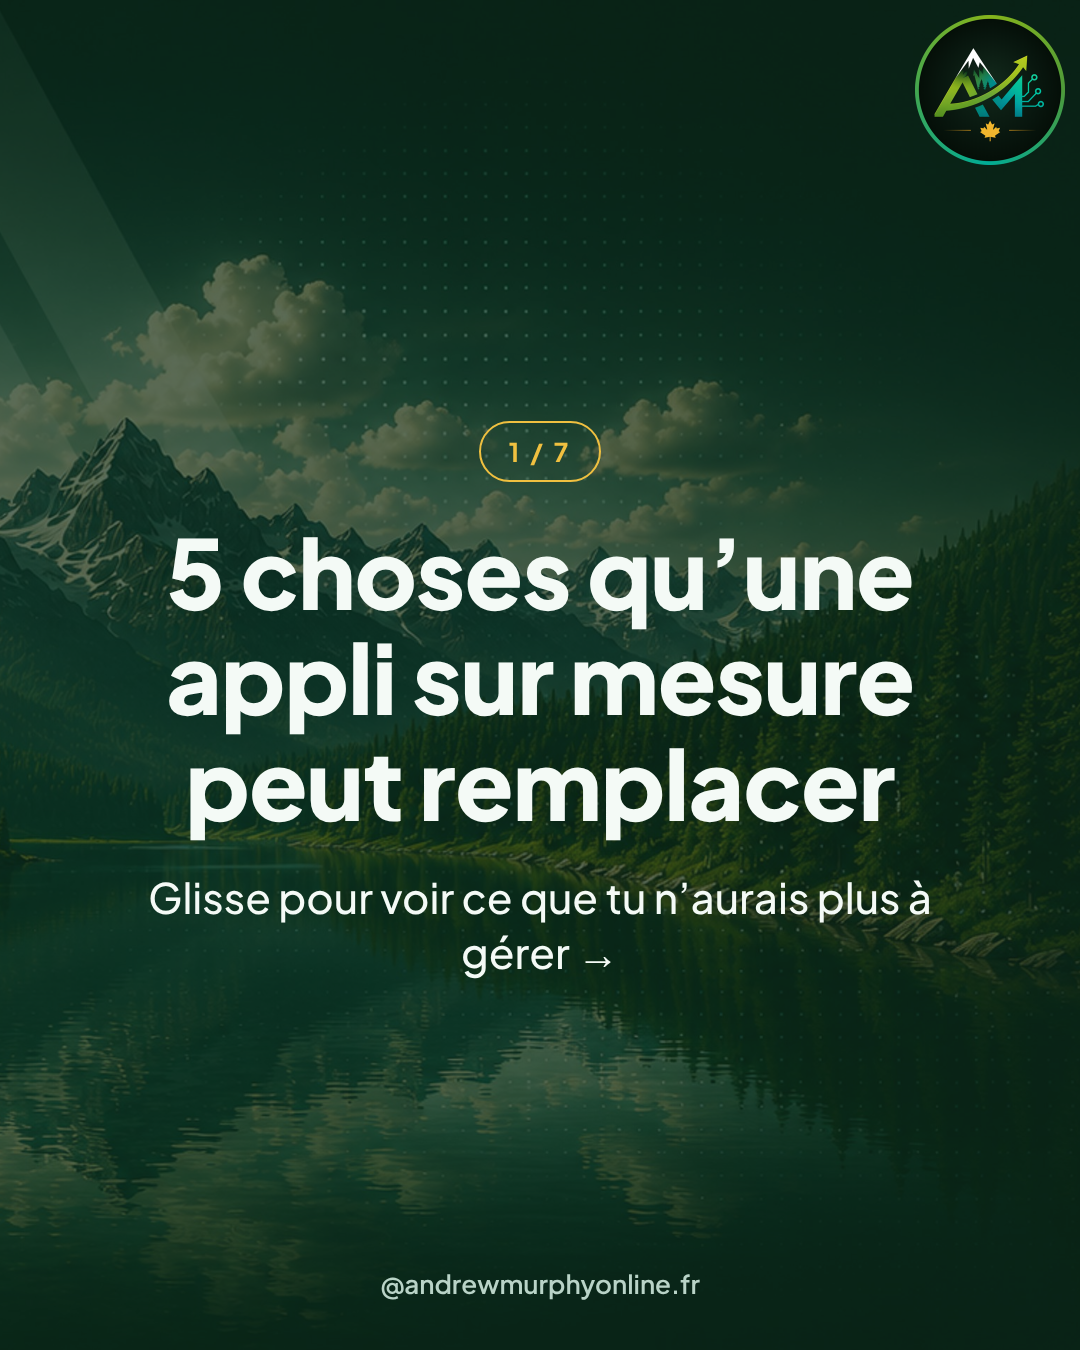 AM
1 / 7
5 choses qu’une
appli sur mesure
peut remplacer
Glisse pour voir ce que tu n’aurais plus à
gérer →
@andrewmurphyonline.fr